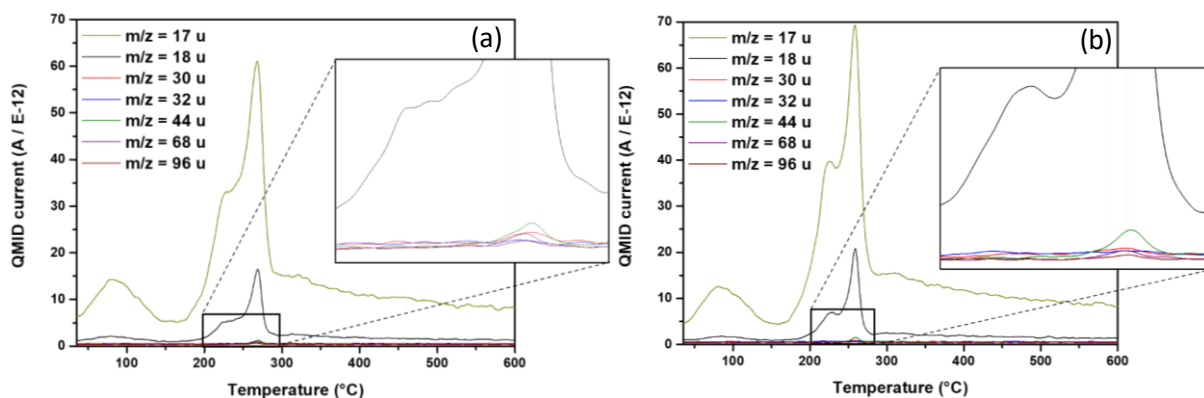 (a)
70
60
50
40
30
20
10
0
QMID current (A / E-12)
m/z = 17 u
m/z = 18 u
m/z = 30 u
m/z = 32 u
m/z = 44 u
m/z = 68 u
m/z = 96 u
100 200 300 400 500 600
Temperature (°C)
(b)
70
60
50
40
30
20
10
0
QMID current (A / E-12)
m/z = 17 u
m/z = 18 u
m/z = 30 u
m/z = 32 u
m/z = 44 u
m/z = 68 u
m/z = 96 u
100 200 300 400 500 600
Temperature (°C)